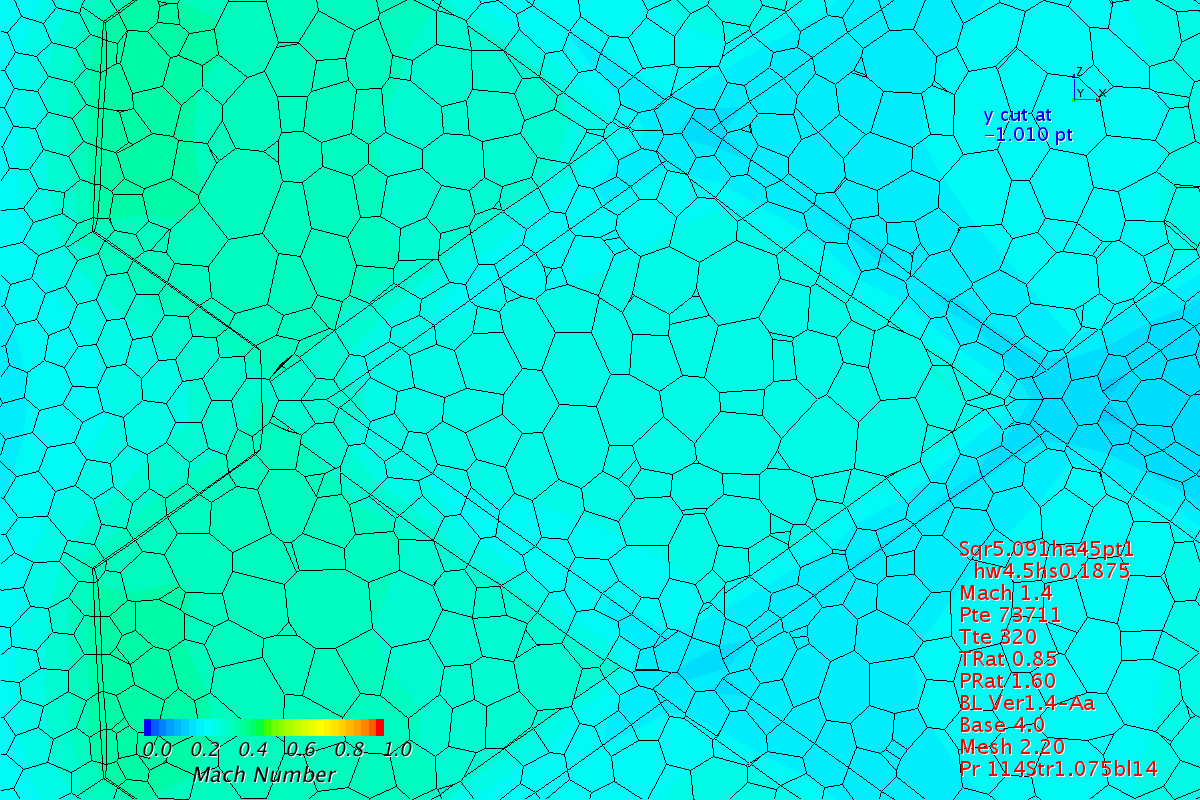 Z
Y X
y cut at
-1.010 pt
Sqr5.091ha45pt1
hw4.5hs0.1875
Mach 1.4
Pte 73711
Tte 320
TRat 0.85
PRat 1.60
BL Ver1.4-Aa
Base 4.0
Mesh 2.20
Pr 114Str1.075bl14
0.0 0.2 0.4 0.6 0.8 1.0
Mach Number